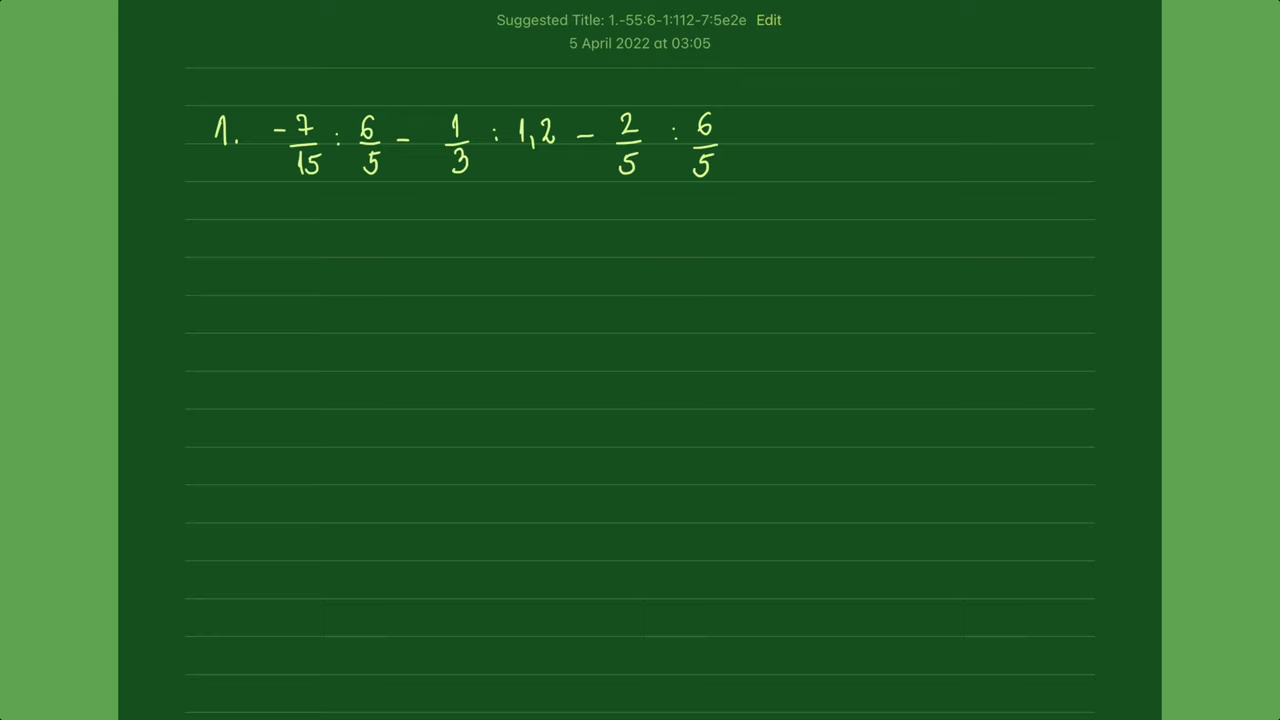 Suggested Title: 1.-55:6-1:112-7:5e2e Edit
5 April 2022 at 03:05
1. -7/15 : 6/5 - 1/3 : 1,2 - 2/5 : 6/5